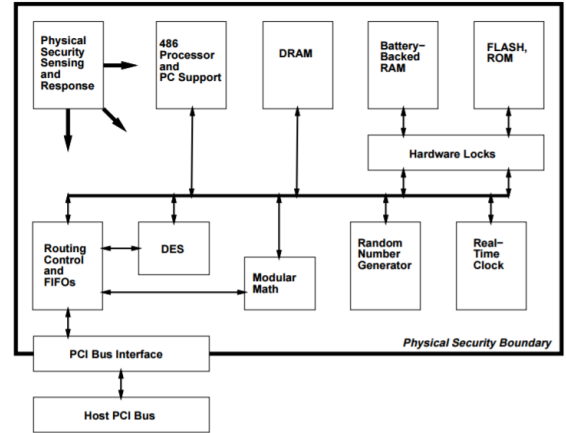 Physical
Security
Sensing
and
Response
486
Processor
and
PC Support
DRAM
Battery-
Backed
RAM
FLASH,
ROM
Hardware Locks
Routing
Control
and
FIFOs
DES
Modular
Math
Random
Number
Generator
Real-
Time
Clock
Physical Security Boundary
PCI Bus Interface
Host PCI Bus